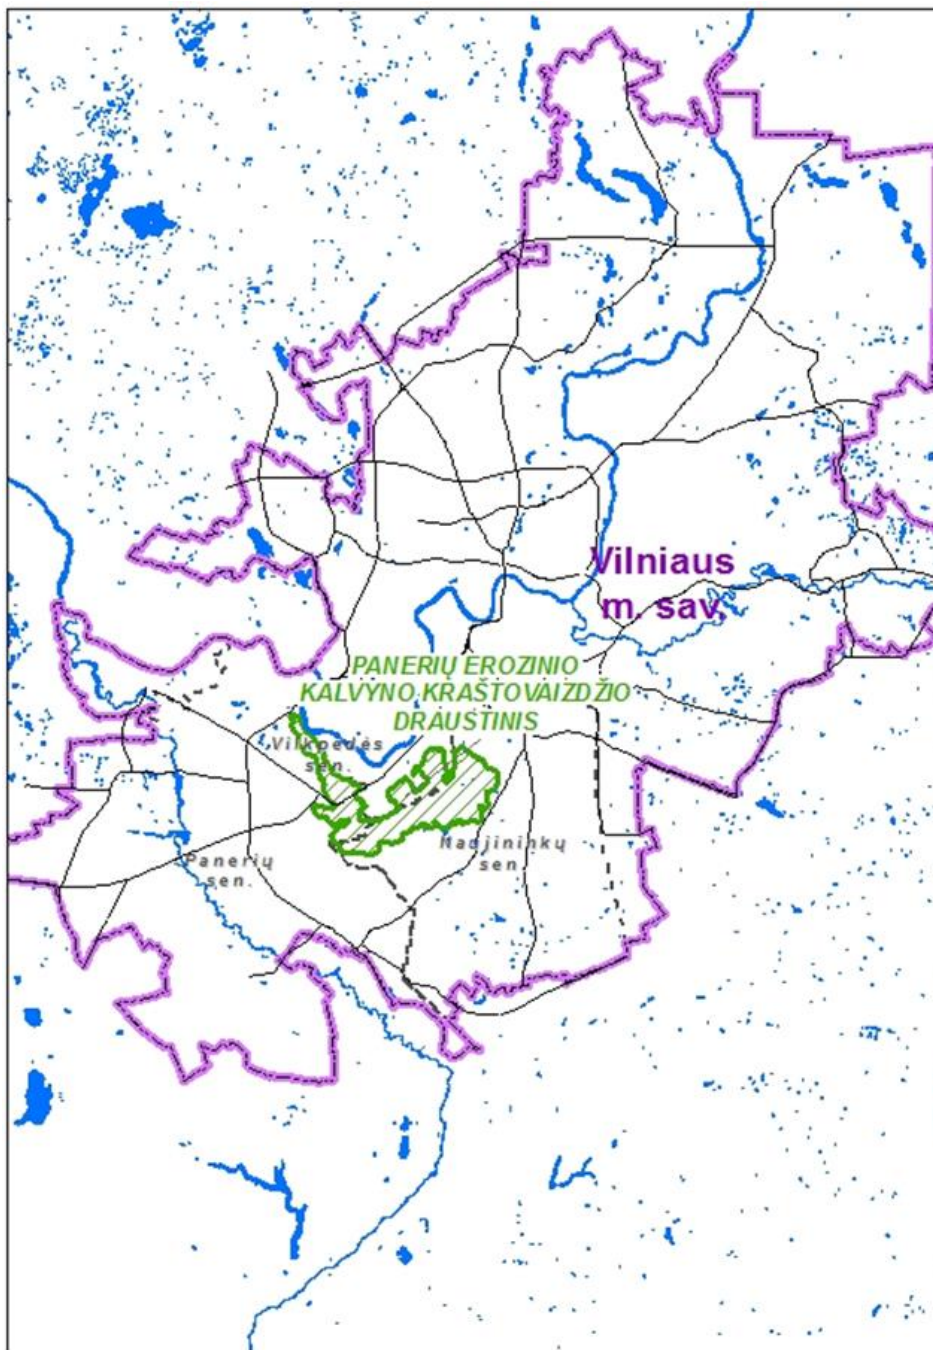 Vilniaus
m. sav.
PANERIŲ EROZINIO
KALVYNO KRAŠTOVAIZDŽIO
DRAUSTINIS
Vilkpėdės
sen.
Naujininkų
sen.
Panerių
sen.